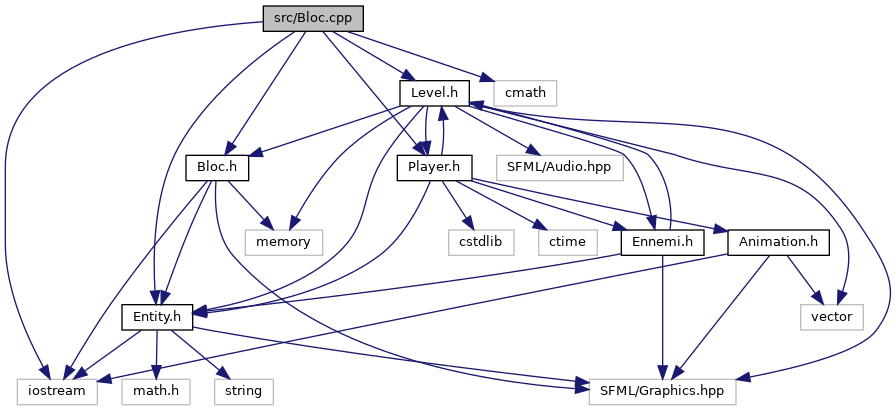 src/Bloc.cpp
Level.h
cmath
Bloc.h
Player.h
SFML/Audio.hpp
memory
cstdlib
ctime
Ennemi.h
Animation.h
Entity.h
vector
iostream
math.h
string
SFML/Graphics.hpp